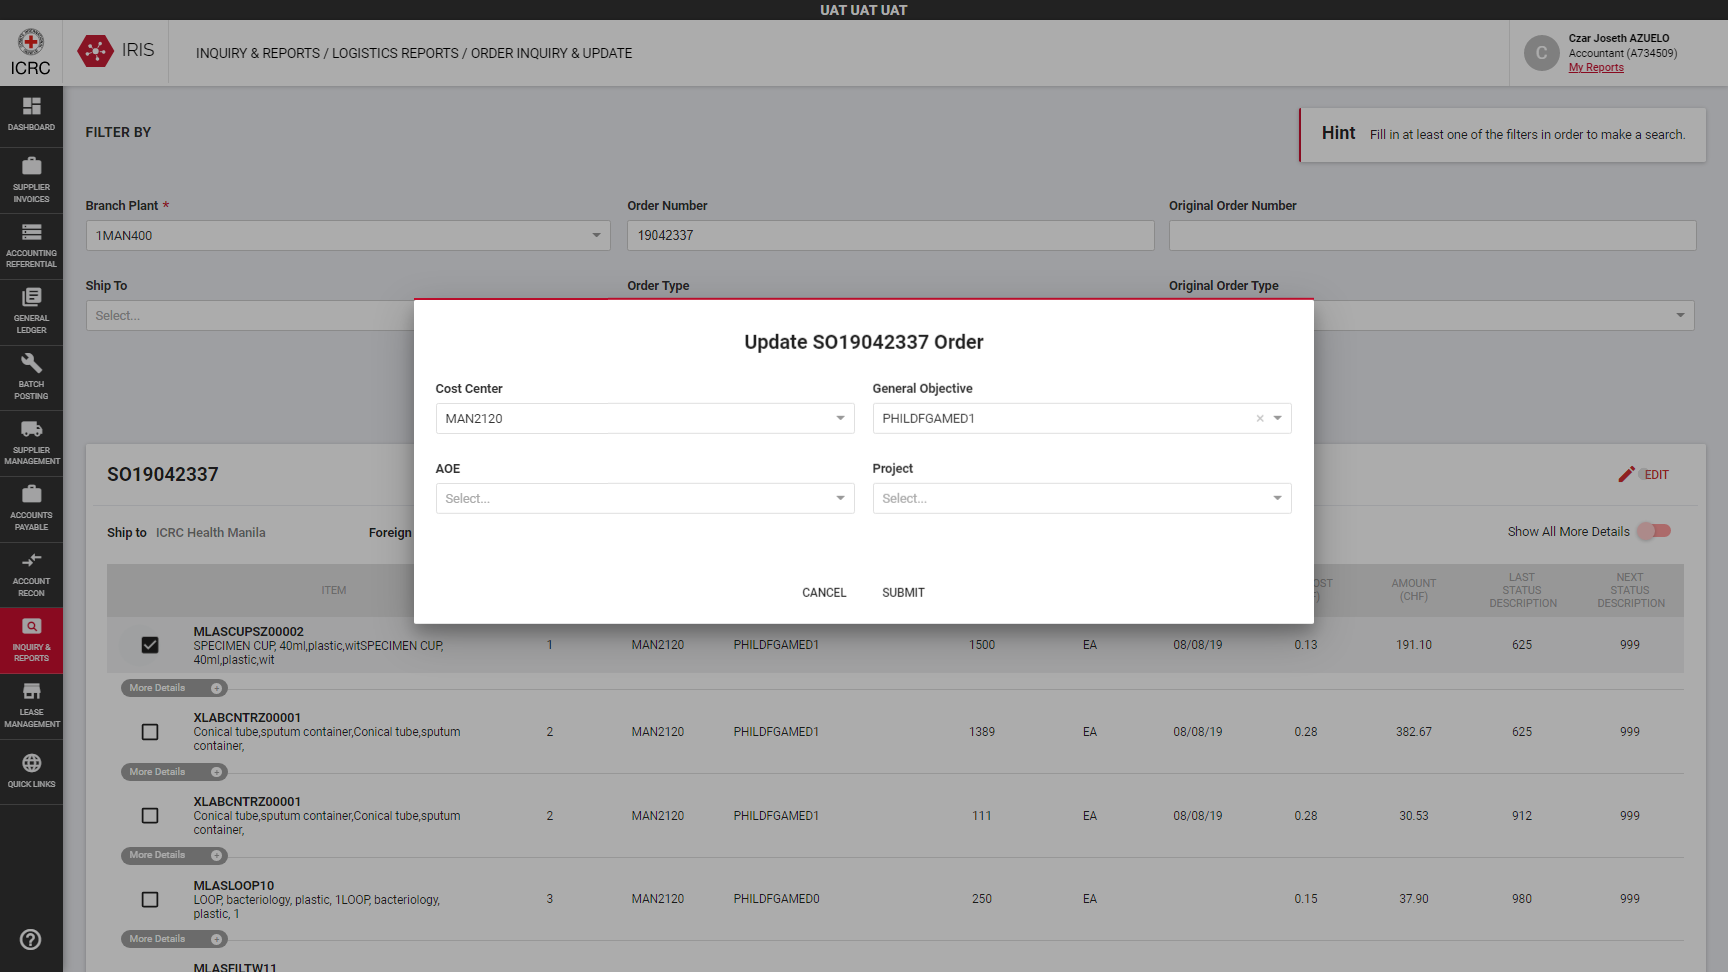 UAT UAT UAT
ICRC
IRIS
INQUIRY & REPORTS / LOGISTICS REPORTS / ORDER INQUIRY & UPDATE
C
Czar Joseth AZUELO
Accountant (A734509)
My Reports
DASHBOARD
SUPPLIER
INVOICES
ACCOUNTING
REFERENTIAL
GENERAL
LEDGER
BATCH
POSTING
SUPPLIER
MANAGEMENT
ACCOUNTS
PAYABLE
ACCOUNT
RECON
INQUIRY &
REPORTS
LEASE
MANAGEMENT
QUICK LINKS
FILTER BY
Hint Fill in at least one of the filters in order to make a search.
Branch Plant *
1MAN400
Order Number
19042337
Original Order Number
Ship To
Select...
Order Type
Original Order Type
Update SO19042337 Order
Cost Center
MAN2120
General Objective
PHILDFGAMED1
AOE
Select...
Project
Select...
CANCEL SUBMIT
SO19042337
EDIT
Ship to ICRC Health Manila Foreign
Show All More Details
ITEM
AMOUNT
(CHF)
LAST
STATUS
DESCRIPTION
NEXT
STATUS
DESCRIPTION
MLASCUPSZ00002
SPECIMEN CUP, 40ml,plastic,witSPECIMEN CUP,
40ml,plastic,wit
1 MAN2120 PHILDFGAMED1 1500 EA 08/08/19 0.13 191.10 625 999
More Details
XLABCNTRZ00001
Conical tube,sputum container,Conical tube,sputum
container,
2 MAN2120 PHILDFGAMED1 1389 EA 08/08/19 0.28 382.67 625 999
More Details
XLABCNTRZ00001
Conical tube,sputum container,Conical tube,sputum
container,
2 MAN2120 PHILDFGAMED1 111 EA 08/08/19 0.28 30.53 912 999
More Details
MLASLOOP10
LOOP, bacteriology, plastic, 1LOOP, bacteriology,
plastic, 1
3 MAN2120 PHILDFGAMED0 250 EA 0.15 37.90 980 999
More Details
MLASFILTW11